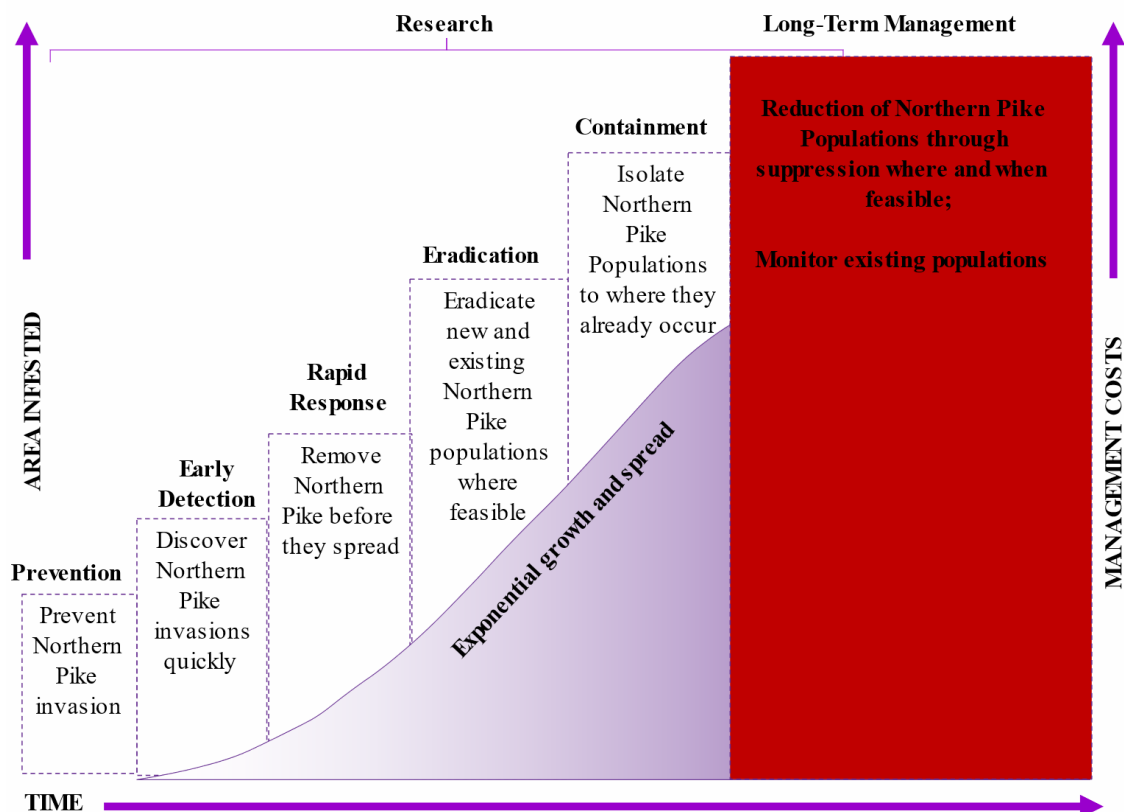 Research
Long-Term Management
Reduction of Northern Pike
Populations through
suppression where and when
feasible;
Monitor existing populations
Containment
Isolate
Northern
Pike
Populations
to where they
already occur
Eradication
Eradicate
new and
existing
Northern
Pike
populations
where
feasible
Rapid
Response
Remove
Northern
Pike before
they spread
Early
Detection
Discover
Northern
Pike
invasions
quickly
Prevention
Prevent
Northern
Pike
invasion
Exponential growth and spread
AREA INFESTED
MANAGEMENT COSTS
TIME